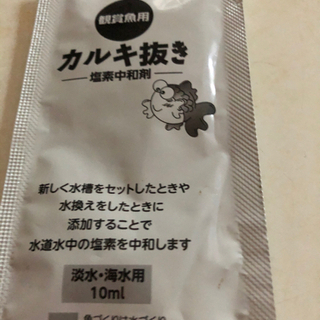 観賞魚用
カルキ抜き
塩素中和剤
新しく水槽をセットしたときや
水換えをしたときに
添加することで
水道水中の塩素を中和します
淡水・海水用
10ml